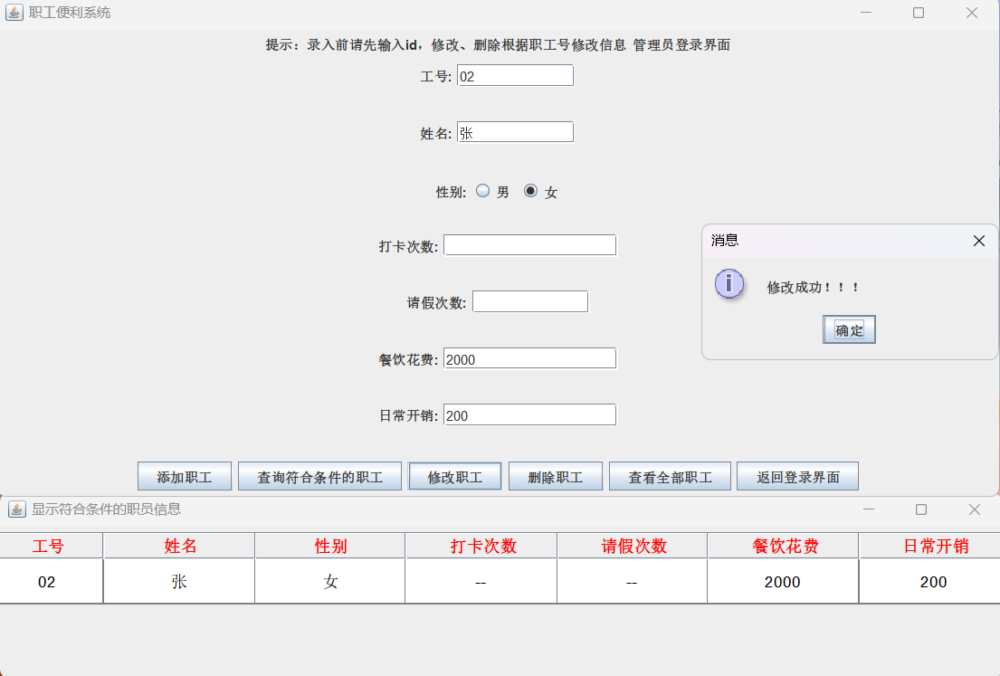 职工便利系统
提示：录入前请先输入id，修改、删除根据职工号修改信息 管理员登录界面
工号: 02
姓名: 张
性别: 男 女
打卡次数:
请假次数:
餐饮花费: 2000
日常开销: 200
消息
修改成功！！！
确定
添加职工 查询符合条件的职工 修改职工 删除职工 查看全部职工 返回登录界面
显示符合条件的职员信息
工号 姓名 性别 打卡次数 请假次数 餐饮花费 日常开销
02 张 女 -- -- 2000 200